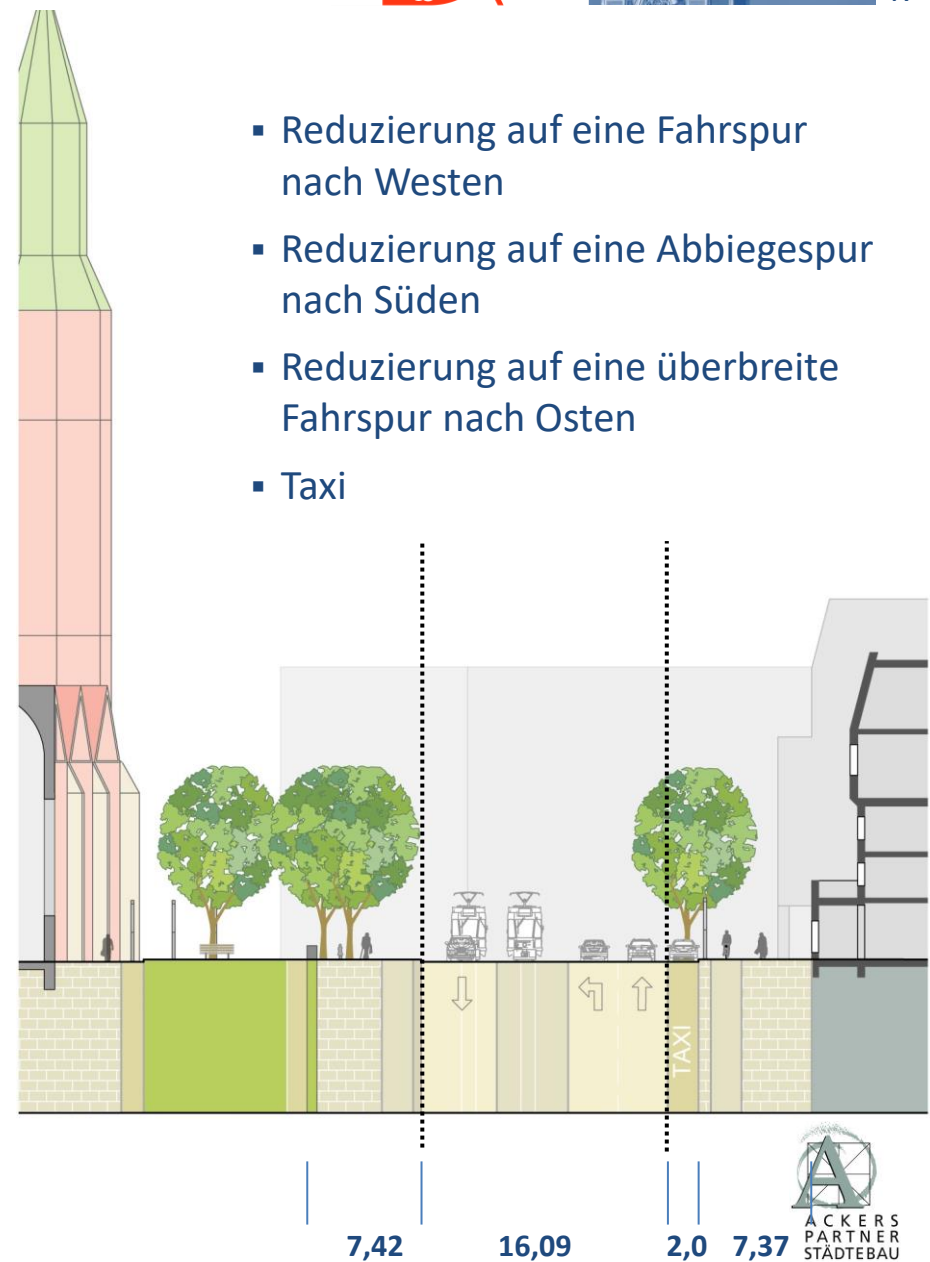 ▪ Reduzierung auf eine Fahrspur
nach Westen
▪ Reduzierung auf eine Abbiegespur
nach Süden
▪ Reduzierung auf eine überbreite
Fahrspur nach Osten
▪ Taxi
TAXI
7,42 16,09 2,0 7,37
A
ACKERS
PARTNER
STÄDTEBAU